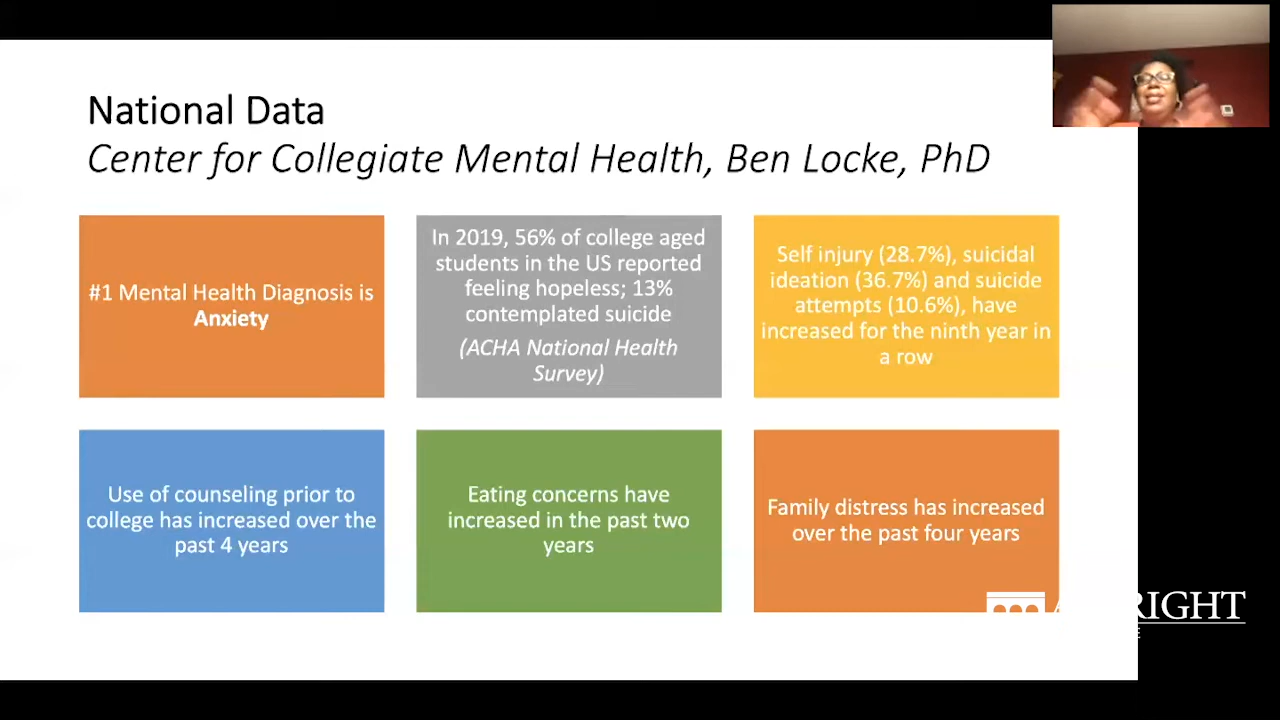 National Data
Center for Collegiate Mental Health, Ben Locke, PhD
#1 Mental Health Diagnosis is
Anxiety
In 2019, 56% of college aged
students in the US reported
feeling hopeless; 13%
contemplated suicide
(ACHA National Health
Survey)
Self injury (28.7%), suicidal
ideation (36.7%) and suicide
attempts (10.6%), have
increased for the ninth year in
a row
Use of counseling prior to
college has increased over the
past 4 years
Eating concerns have
increased in the past two
years
Family distress has increased
over the past four years